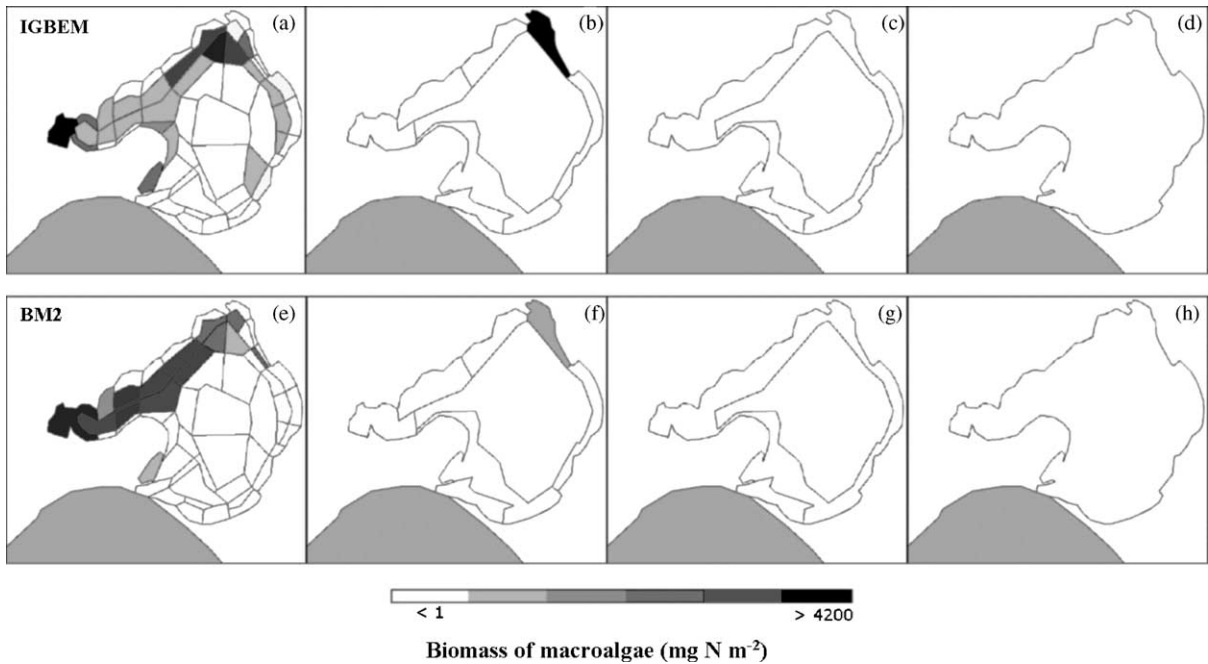 IGBEM (a) (b) (c) (d)
BM2 (e) (f) (g) (h)
< 1 > 4200
Biomass of macroalgae (mg N m⁻²)